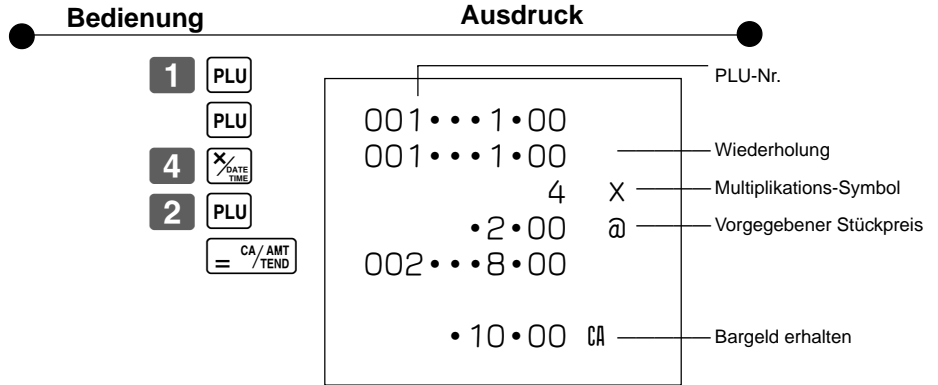 Bedienung Ausdruck
1 PLU
PLU-Nr.
PLU
001•••1•00
001•••1•00 Wiederholung
4 X/DATE TIME
4 X Multiplikations-Symbol
2 PLU
•2•00 @ Vorgegebener Stückpreis
= CA/AMT TEND
002•••8•00
•10•00 CA Bargeld erhalten